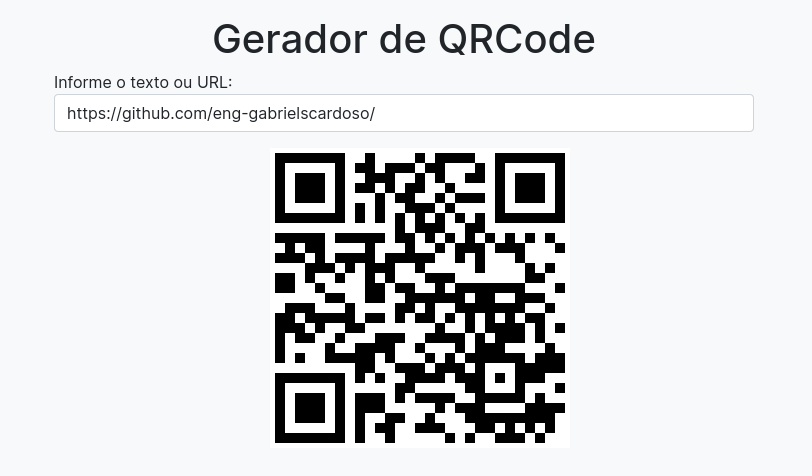 Gerador de QRCode
Informe o texto ou URL:
https://github.com/eng-gabrielscardoso/